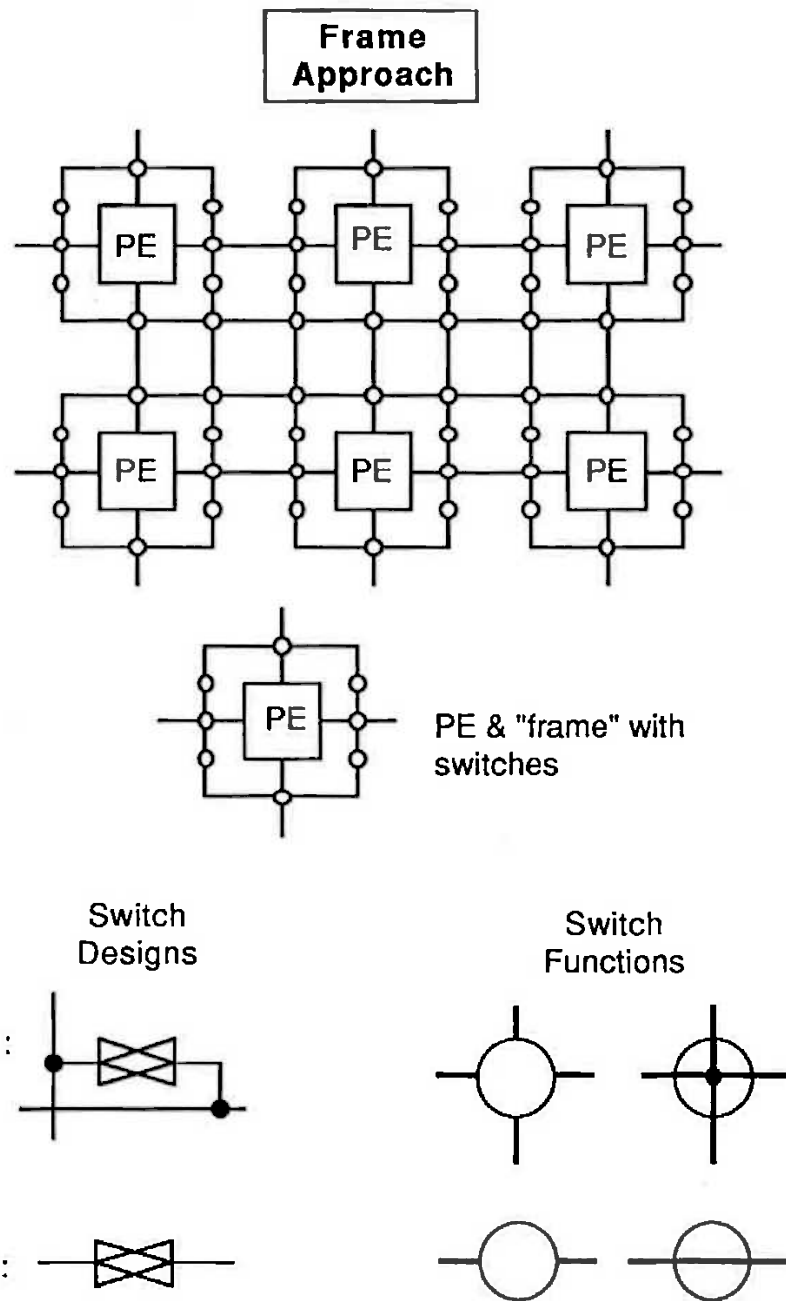 Frame
Approach
PE PE PE
PE PE PE
PE
PE & "frame" with
switches
Switch
Designs
Switch
Functions
:
: